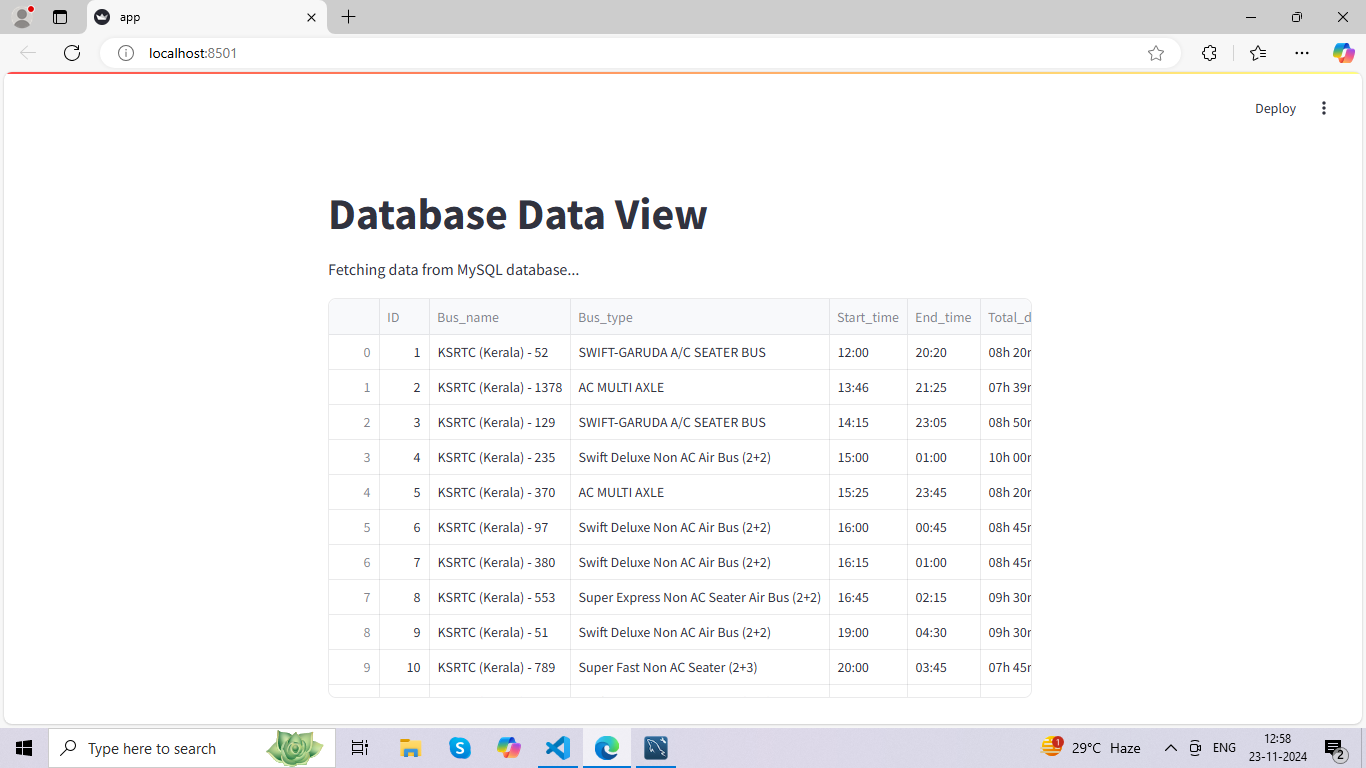 app
localhost:8501
Deploy
Database Data View
Fetching data from MySQL database...
ID Bus_name Bus_type Start_time End_time Total_d
0 1 KSRTC (Kerala) - 52 SWIFT-GARUDA A/C SEATER BUS 12:00 20:20 08h 20r
1 2 KSRTC (Kerala) - 1378 AC MULTI AXLE 13:46 21:25 07h 39r
2 3 KSRTC (Kerala) - 129 SWIFT-GARUDA A/C SEATER BUS 14:15 23:05 08h 50r
3 4 KSRTC (Kerala) - 235 Swift Deluxe Non AC Air Bus (2+2) 15:00 01:00 10h 00r
4 5 KSRTC (Kerala) - 370 AC MULTI AXLE 15:25 23:45 08h 20r
5 6 KSRTC (Kerala) - 97 Swift Deluxe Non AC Air Bus (2+2) 16:00 00:45 08h 45r
6 7 KSRTC (Kerala) - 380 Swift Deluxe Non AC Air Bus (2+2) 16:15 01:00 08h 45r
7 8 KSRTC (Kerala) - 553 Super Express Non AC Seater Air Bus (2+2) 16:45 02:15 09h 30r
8 9 KSRTC (Kerala) - 51 Swift Deluxe Non AC Air Bus (2+2) 19:00 04:30 09h 30r
9 10 KSRTC (Kerala) - 789 Super Fast Non AC Seater (2+3) 20:00 03:45 07h 45r
Type here to search
1
29°C Haze
ENG
12:58
23-11-2024
2